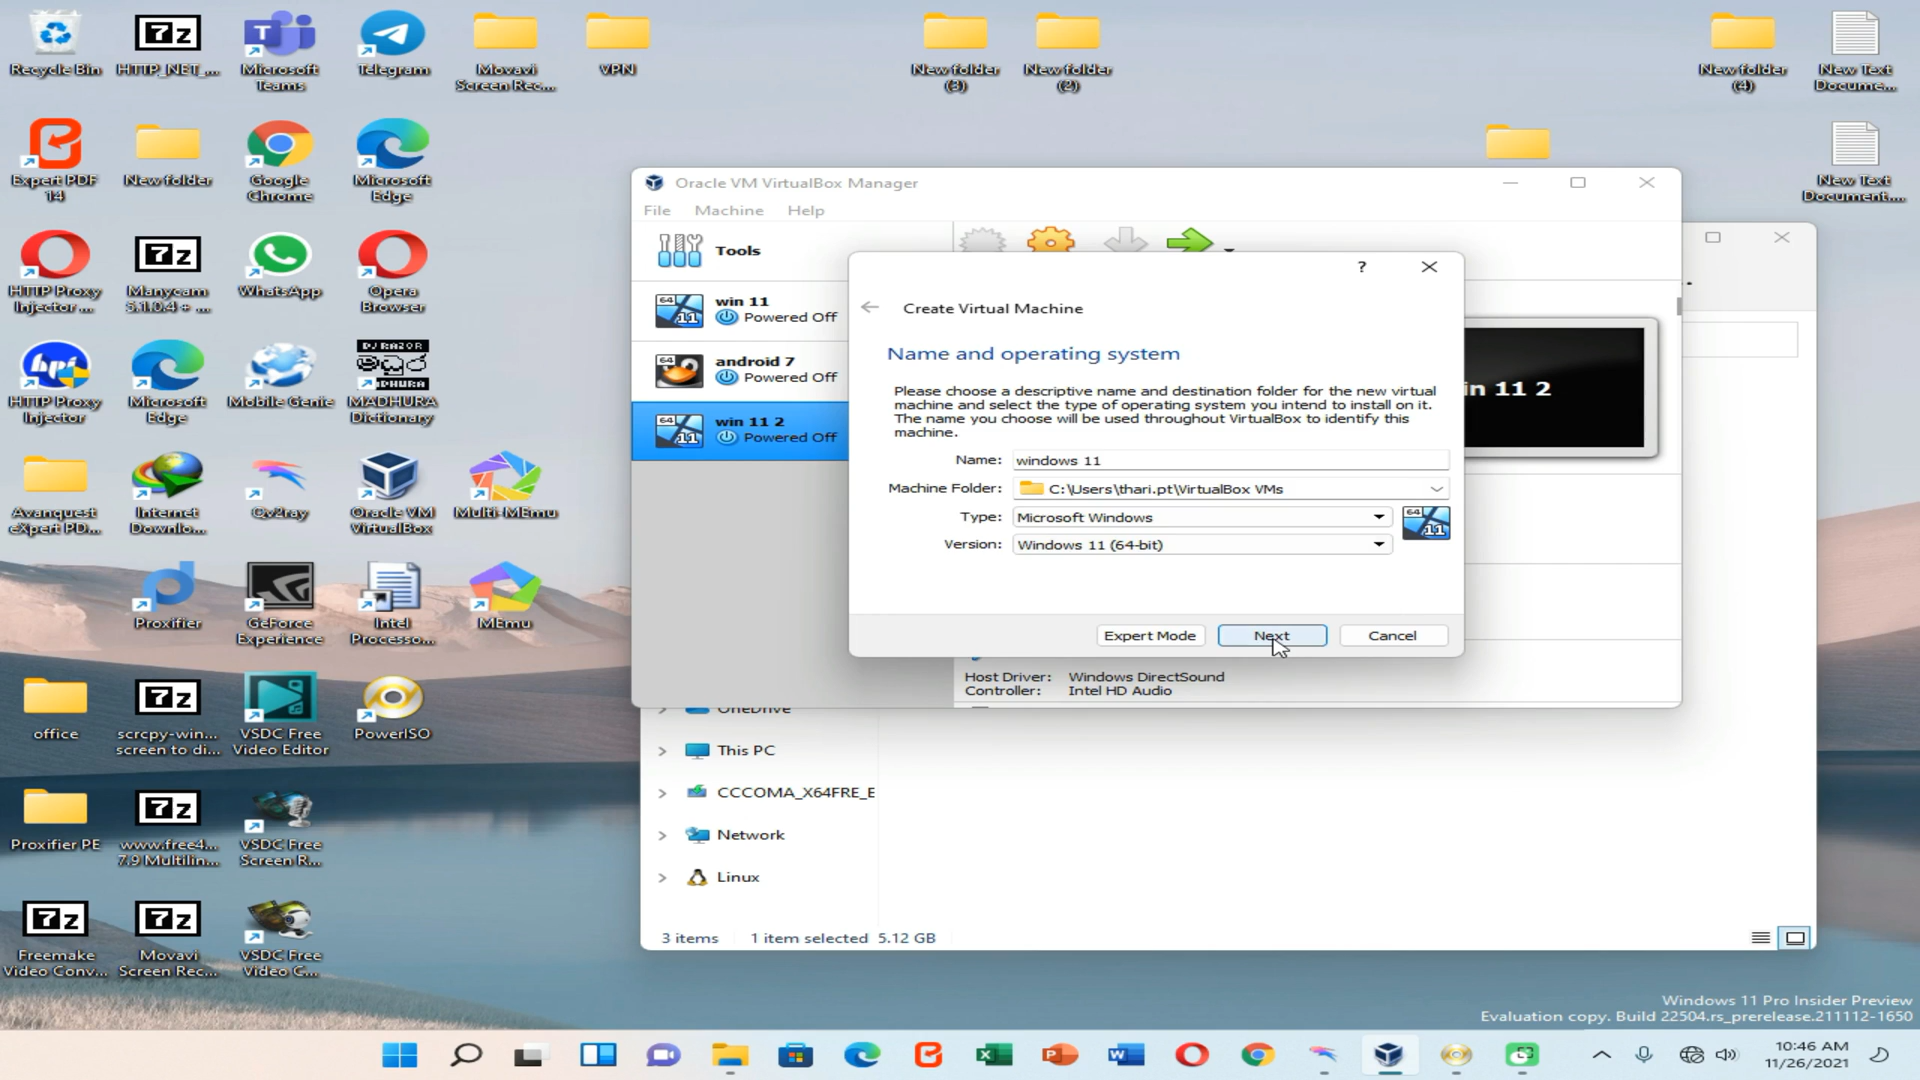 Recycle Bin
HTTP_NET_...
Microsoft
Teams
Telegram
Movavi
Screen Rec...
VPN
New folder
(3)
New folder
(2)
New folder
(4)
New Text
Docume...
Expert PDF
14
New folder
Google
Chrome
Microsoft
Edge
New Text
Document....
HTTP Proxy
Injector ...
Manycam
5.1.0.4 + ...
WhatsApp
Opera
Browser
HTTP Proxy
Injector
Microsoft
Edge
Mobile Genie
DJ RAZOR
MADHURA
Dictionary
Avanquest
eXpert PD...
Internet
Downlo...
Qv2ray
Oracle VM
VirtualBox
Multi-MEmu
Proxifier
GeForce
Experience
Intel
Processo...
MEmu
office
scrcpy-win...
screen to di...
VSDC Free
Video Editor
PowerISO
Proxifier PE
www.free4...
7.9 Multilin...
VSDC Free
Screen R...
Freemake
Video Conv...
Movavi
Screen Rec...
VSDC Free
Video C...
Oracle VM VirtualBox Manager
File Machine Help
Tools
win 11
Powered Off
android 7
Powered Off
win 11 2
Powered Off
in 11 2
Create Virtual Machine
Name and operating system
Please choose a descriptive name and destination folder for the new virtual
machine and select the type of operating system you intend to install on it.
The name you choose will be used throughout VirtualBox to identify this
machine.
Name: windows 11
Machine Folder: C:\Users\thari.pt\VirtualBox VMs
Type: Microsoft Windows
Version: Windows 11 (64-bit)
Expert Mode Next Cancel
Host Driver: Windows DirectSound
Controller: Intel HD Audio
OneDrive
This PC
CCCOMA_X64FRE_E
Network
Linux
3 items 1 item selected 5.12 GB
Windows 11 Pro Insider Preview
Evaluation copy. Build 22504.rs_prerelease.211112-1650
10:46 AM
11/26/2021